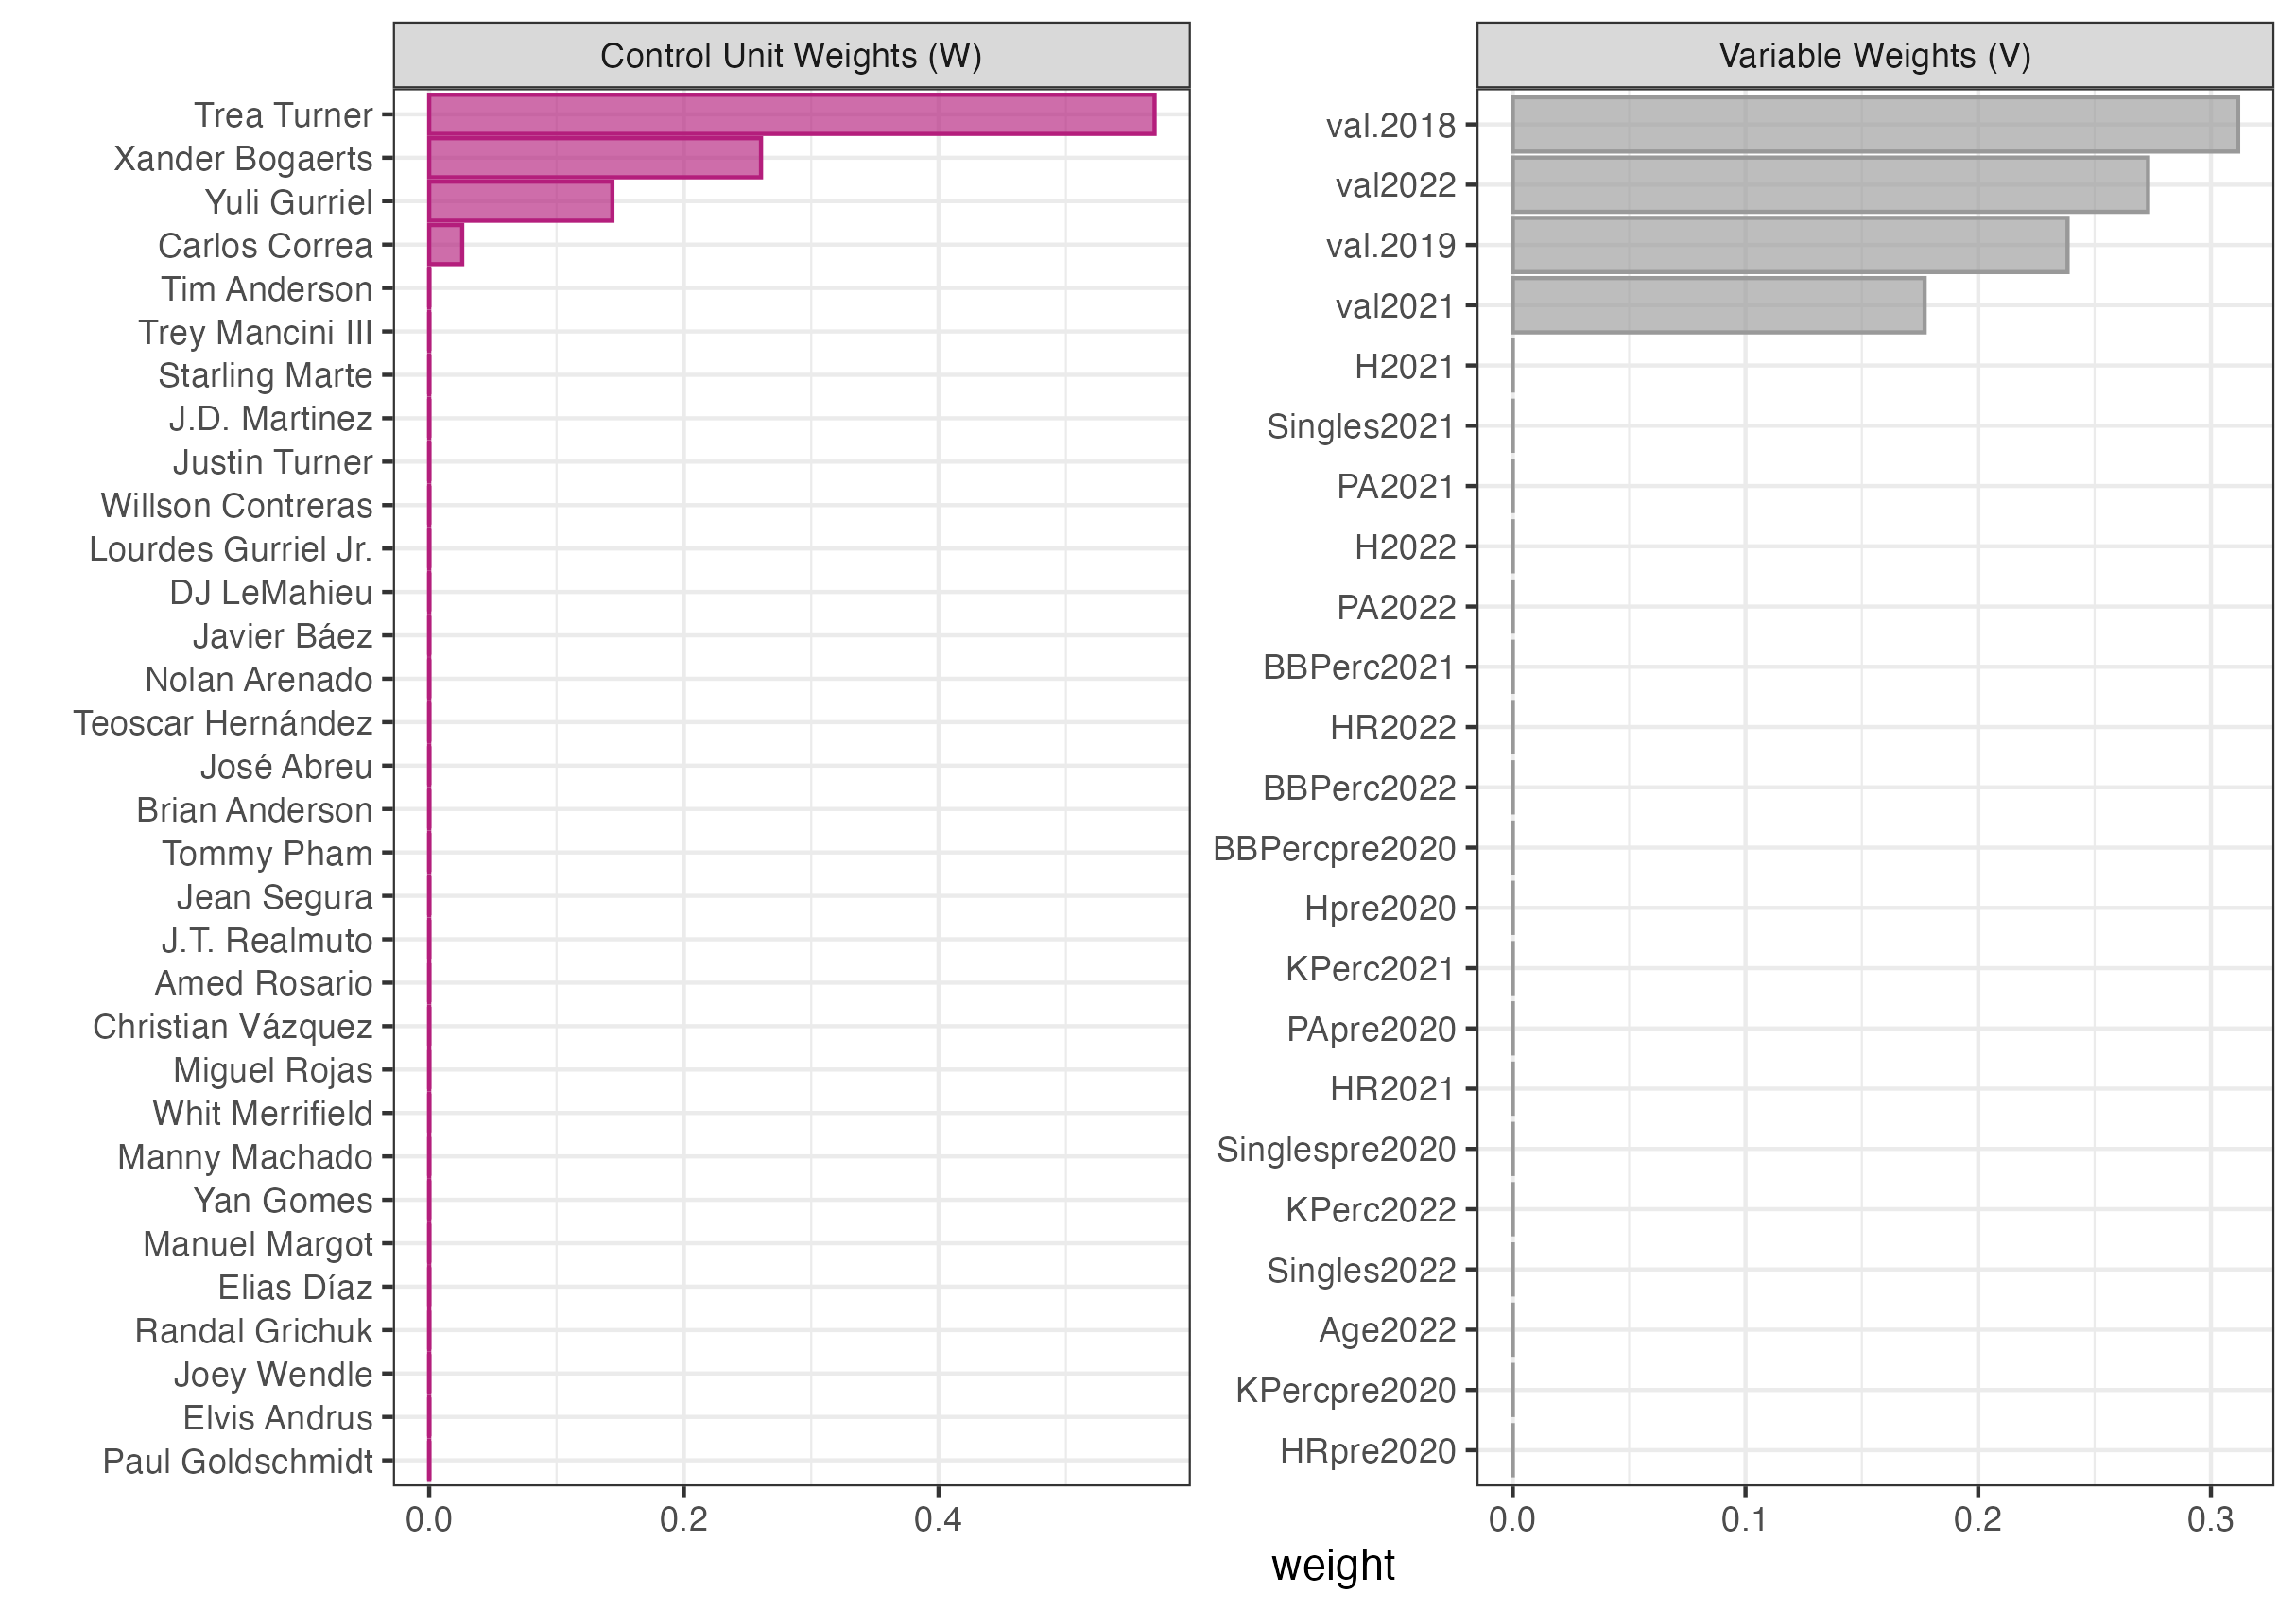 Control Unit Weights (W)
Trea Turner
Xander Bogaerts
Yuli Gurriel
Carlos Correa
Tim Anderson
Trey Mancini III
Starling Marte
J.D. Martinez
Justin Turner
Willson Contreras
Lourdes Gurriel Jr.
DJ LeMahieu
Javier Báez
Nolan Arenado
Teoscar Hernández
José Abreu
Brian Anderson
Tommy Pham
Jean Segura
J.T. Realmuto
Amed Rosario
Christian Vázquez
Miguel Rojas
Whit Merrifield
Manny Machado
Yan Gomes
Manuel Margot
Elias Díaz
Randal Grichuk
Joey Wendle
Elvis Andrus
Paul Goldschmidt
0.0 0.2 0.4
Variable Weights (V)
val.2018
val2022
val.2019
val2021
H2021
Singles2021
PA2021
H2022
PA2022
BBPerc2021
HR2022
BBPerc2022
BBPercpre2020
Hpre2020
KPerc2021
PApre2020
HR2021
Singlespre2020
KPerc2022
Singles2022
Age2022
KPercpre2020
HRpre2020
0.0 0.1 0.2 0.3
weight